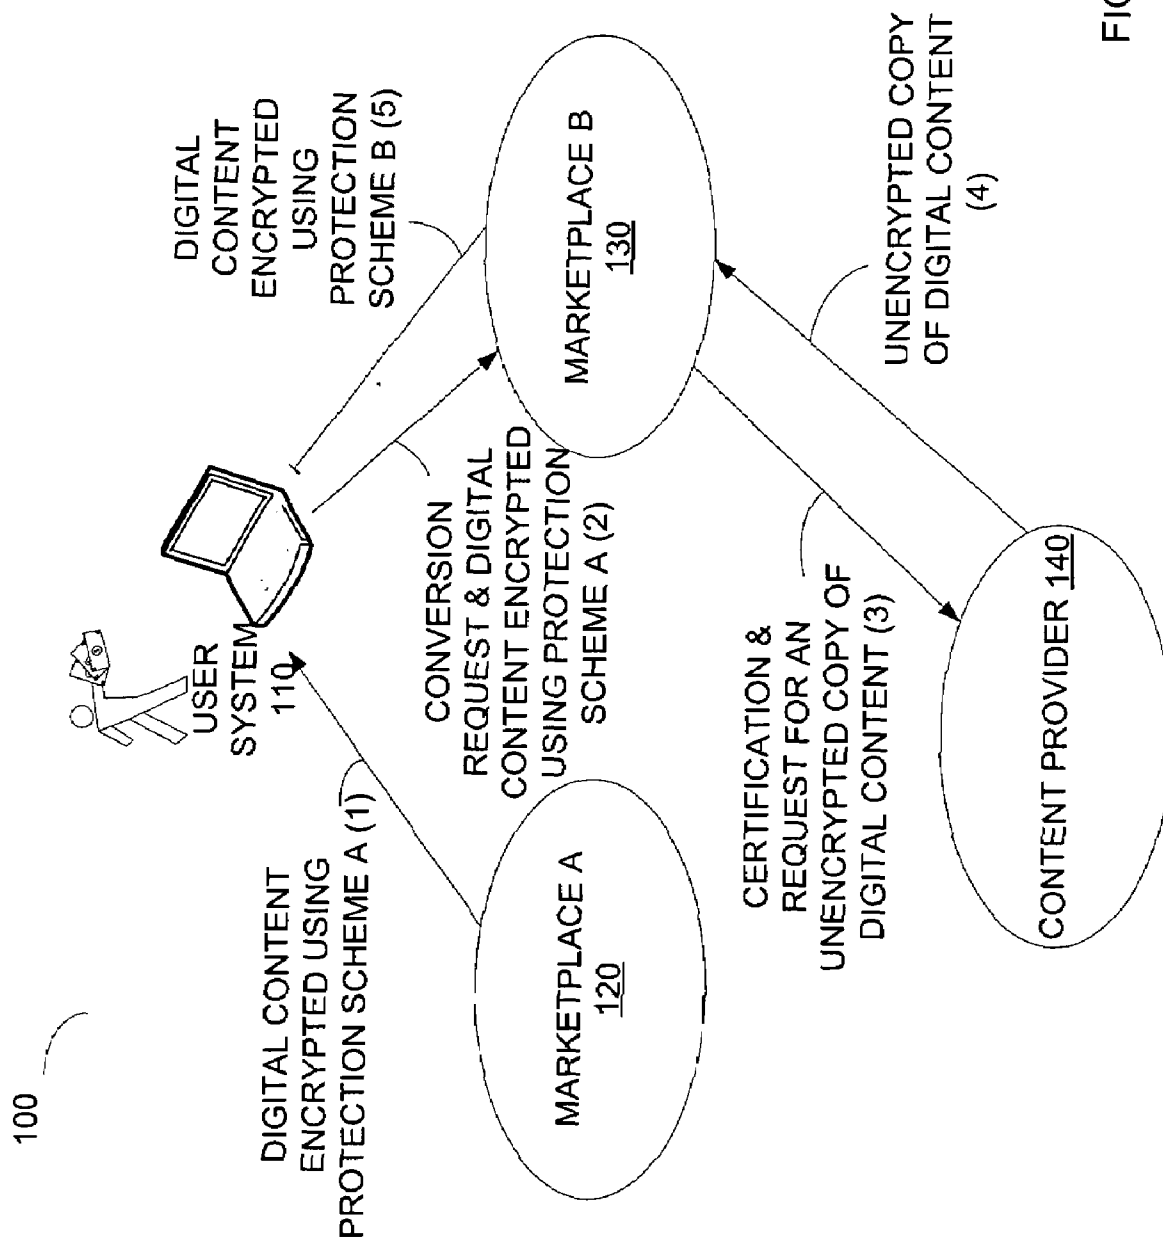 100
DIGITAL CONTENT
ENCRYPTED USING
PROTECTION SCHEME A (1)
MARKETPLACE A
120
USER
SYSTEM
110
CONVERSION
REQUEST & DIGITAL
CONTENT ENCRYPTED
USING PROTECTION
SCHEME A (2)
DIGITAL
CONTENT
ENCRYPTED
USING
PROTECTION
SCHEME B (5)
MARKETPLACE B
130
CERTIFICATION &
REQUEST FOR AN
UNENCRYPTED COPY OF
DIGITAL CONTENT (3)
UNENCRYPTED COPY
OF DIGITAL CONTENT
(4)
CONTENT PROVIDER 140